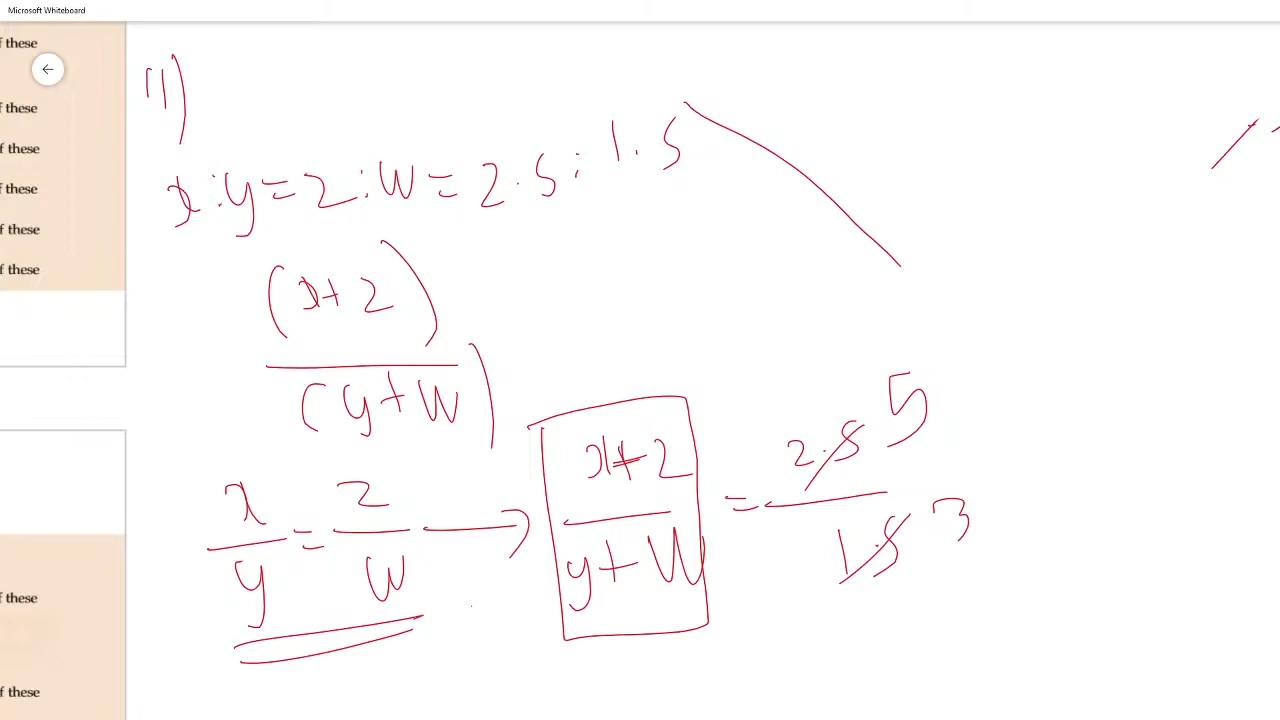 Microsoft Whiteboard
f these
f these
f these
f these
f these
f these
f these
f these
11)
x : y = z : w = 2.5 : 1.5
(x+z)
(y+w)
x/y = z/w → x+z/y+w = 2.5/1.5 5/3